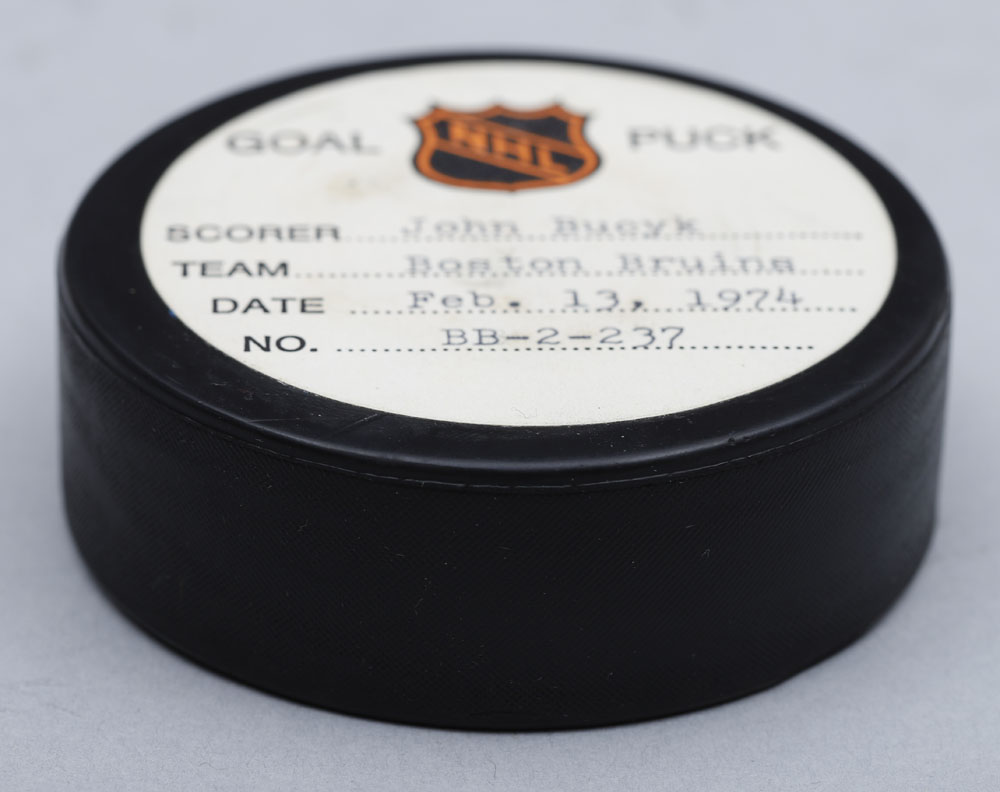 GOAL NHL PUCK
SCORER John Bucyk
TEAM Boston Bruins
DATE Feb. 13, 1974
NO. BB-2-237